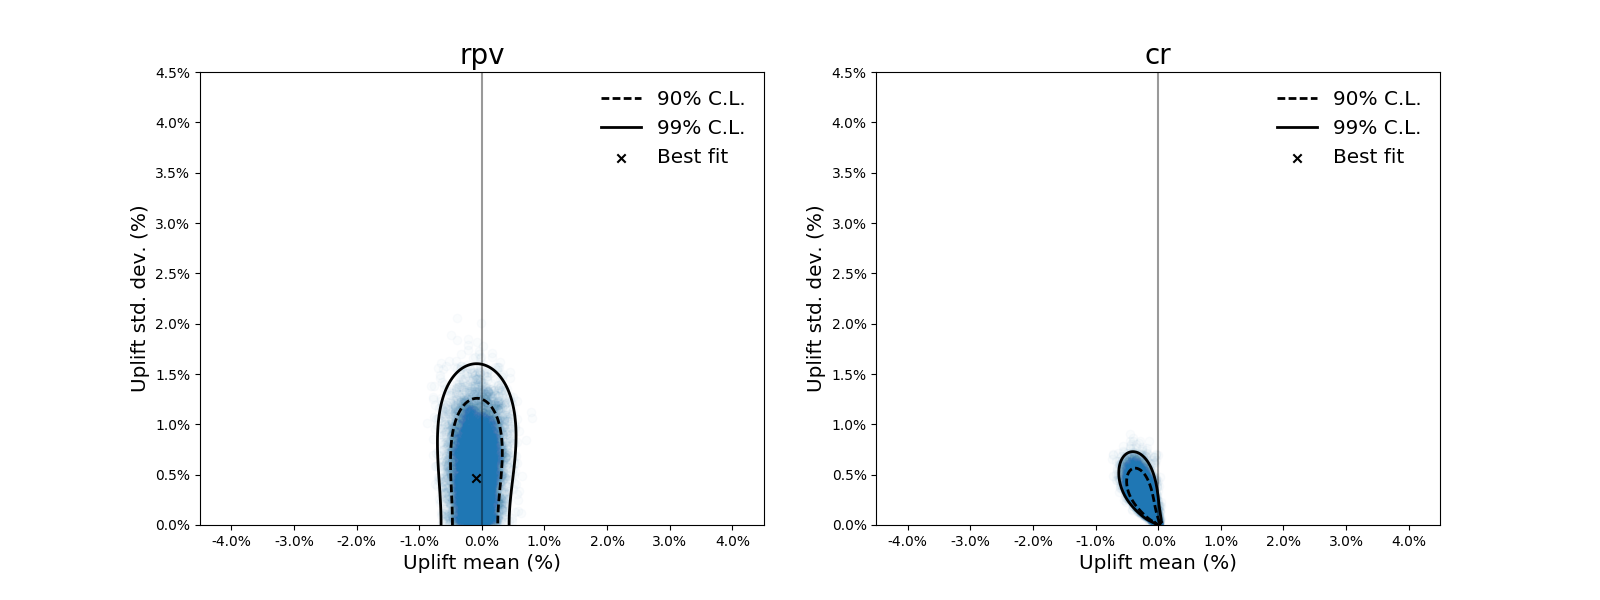 rpv
4.5%
4.0%
3.5%
3.0%
2.5%
2.0%
1.5%
1.0%
0.5%
0.0%
Uplift std. dev. (%)
-4.0% -3.0% -2.0% -1.0% 0.0% 1.0% 2.0% 3.0% 4.0%
Uplift mean (%)
90% C.L.
99% C.L.
Best fit
cr
4.5%
4.0%
3.5%
3.0%
2.5%
2.0%
1.5%
1.0%
0.5%
0.0%
Uplift std. dev. (%)
-4.0% -3.0% -2.0% -1.0% 0.0% 1.0% 2.0% 3.0% 4.0%
Uplift mean (%)
90% C.L.
99% C.L.
Best fit